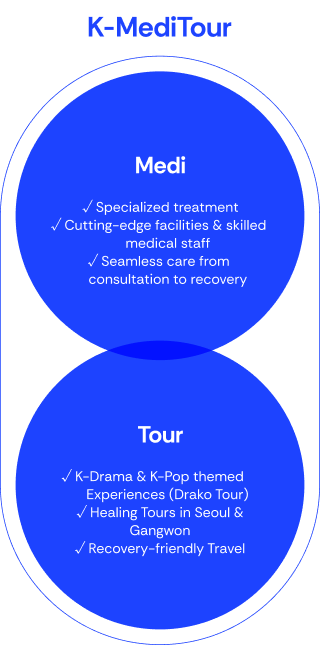 K-MediTour
Medi
✓ Specialized treatment
✓ Cutting-edge facilities & skilled
medical staff
✓ Seamless care from
consultation to recovery
Tour
✓ K-Drama & K-Pop themed
Experiences (Drako Tour)
✓ Healing Tours in Seoul &
Gangwon
✓ Recovery-friendly Travel